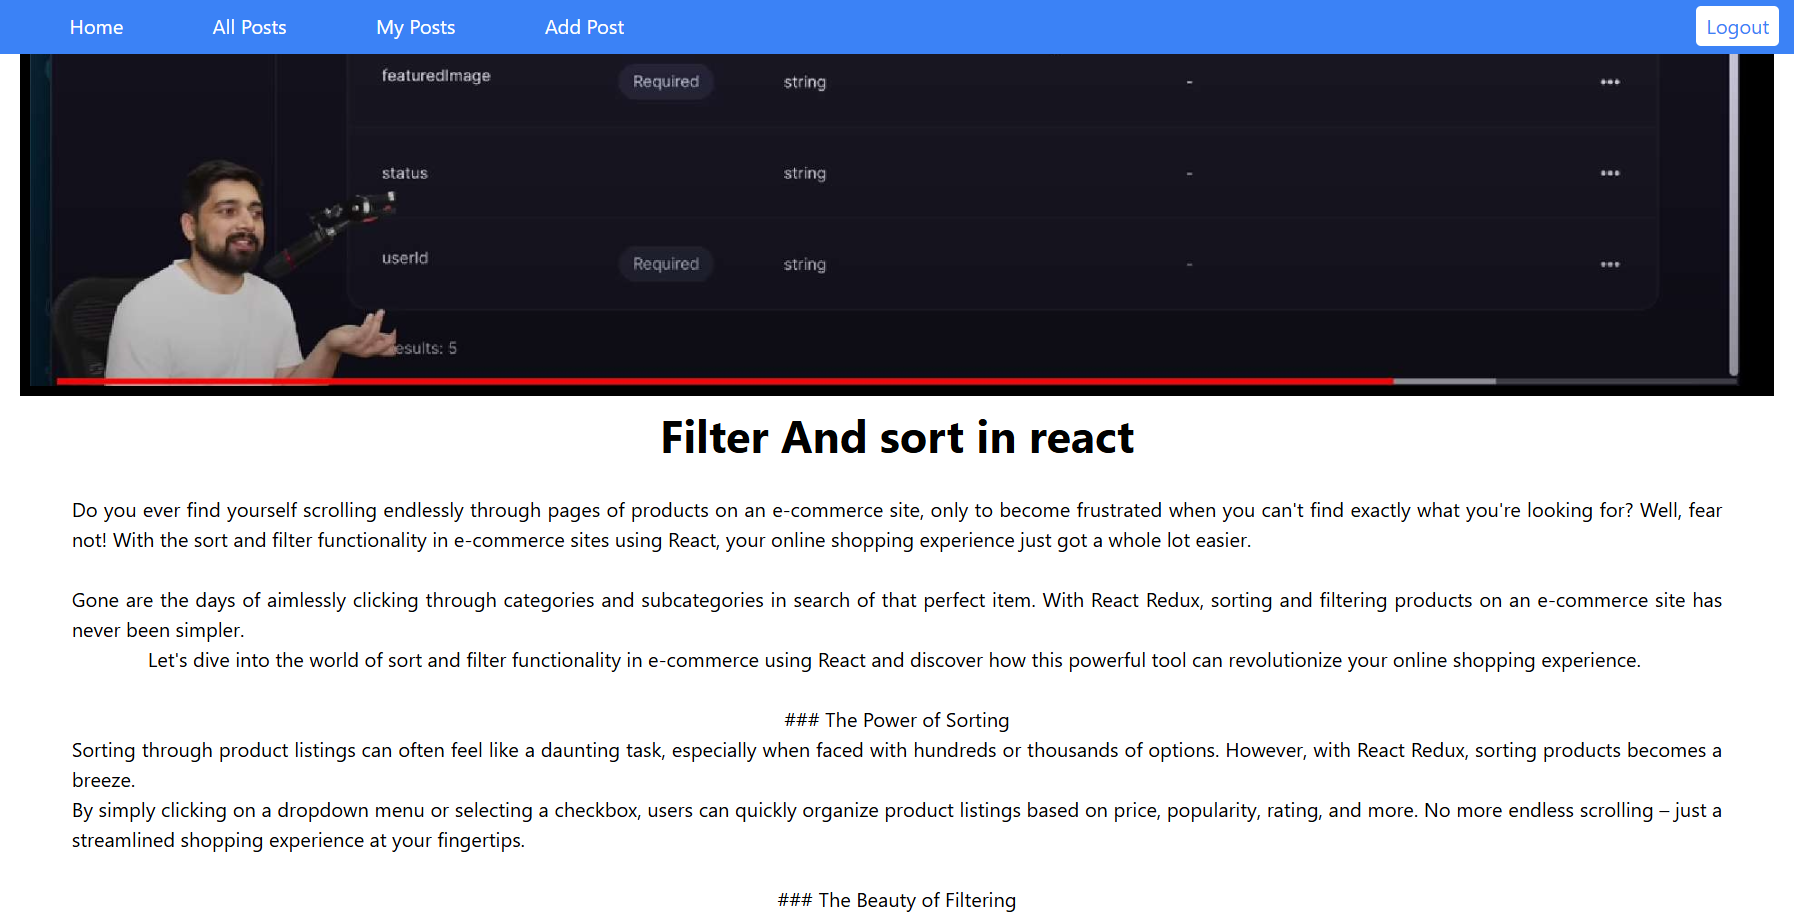 Home All Posts My Posts Add Post Logout
featuredImage Required string - •••
status string - •••
userId Required string - •••
esults: 5
Filter And sort in react
Do you ever find yourself scrolling endlessly through pages of products on an e-commerce site, only to become frustrated when you can't find exactly what you're looking for? Well, fear
not! With the sort and filter functionality in e-commerce sites using React, your online shopping experience just got a whole lot easier.
Gone are the days of aimlessly clicking through categories and subcategories in search of that perfect item. With React Redux, sorting and filtering products on an e-commerce site has
never been simpler.
Let's dive into the world of sort and filter functionality in e-commerce using React and discover how this powerful tool can revolutionize your online shopping experience.
### The Power of Sorting
Sorting through product listings can often feel like a daunting task, especially when faced with hundreds or thousands of options. However, with React Redux, sorting products becomes a
breeze.
By simply clicking on a dropdown menu or selecting a checkbox, users can quickly organize product listings based on price, popularity, rating, and more. No more endless scrolling – just a
streamlined shopping experience at your fingertips.
### The Beauty of Filtering